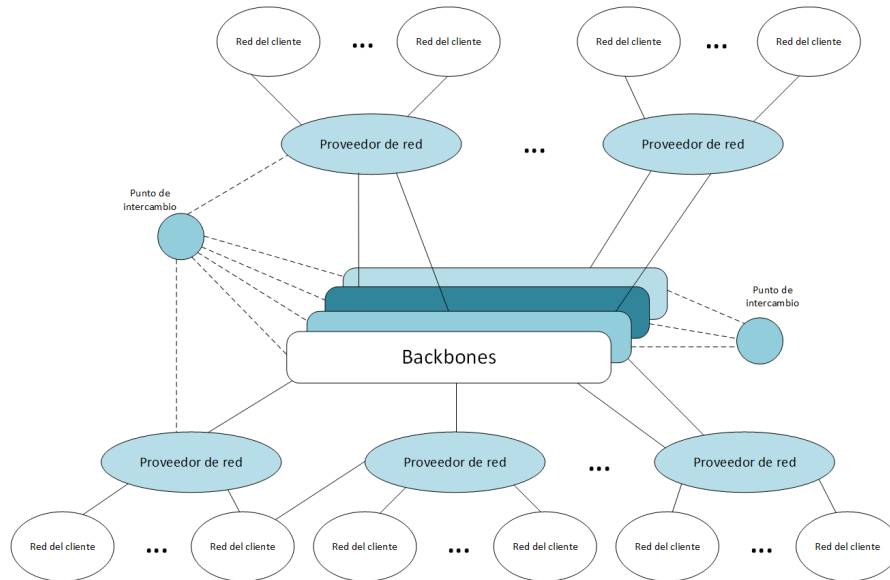 Red del cliente
...
Red del cliente
Red del cliente
...
Red del cliente
Proveedor de red
...
Proveedor de red
Punto de
intercambio
Punto de
intercambio
Backbones
Proveedor de red
Proveedor de red
...
Proveedor de red
Red del cliente
...
Red del cliente
Red del cliente
...
Red del cliente
Red del cliente
...
Red del cliente